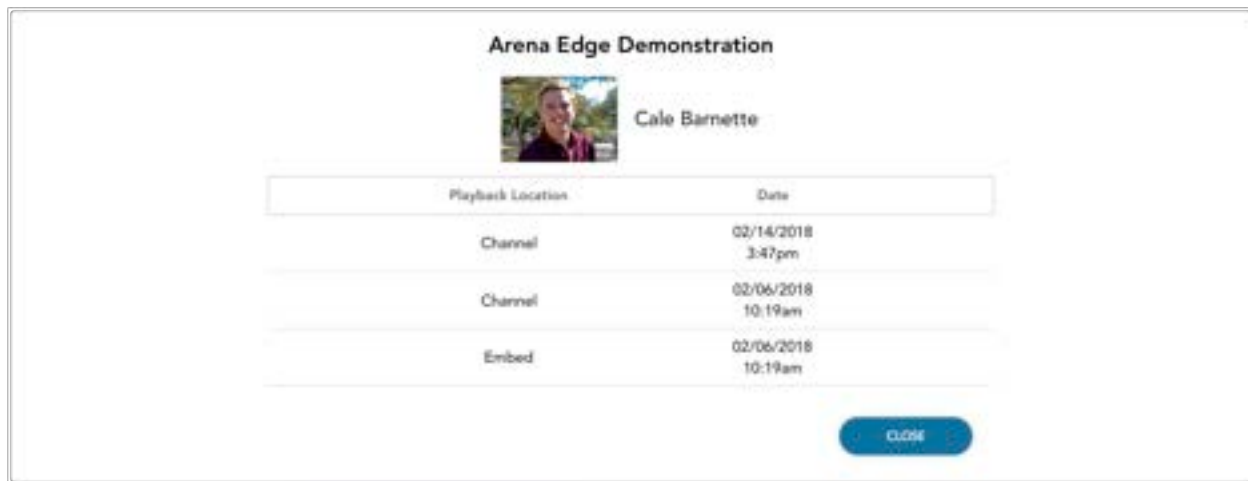 Arena Edge Demonstration
Cale Barnette
Playback Location Date
Channel 02/14/2018
3:47pm
Channel 02/06/2018
10:19am
Embed 02/06/2018
10:19am
CLOSE